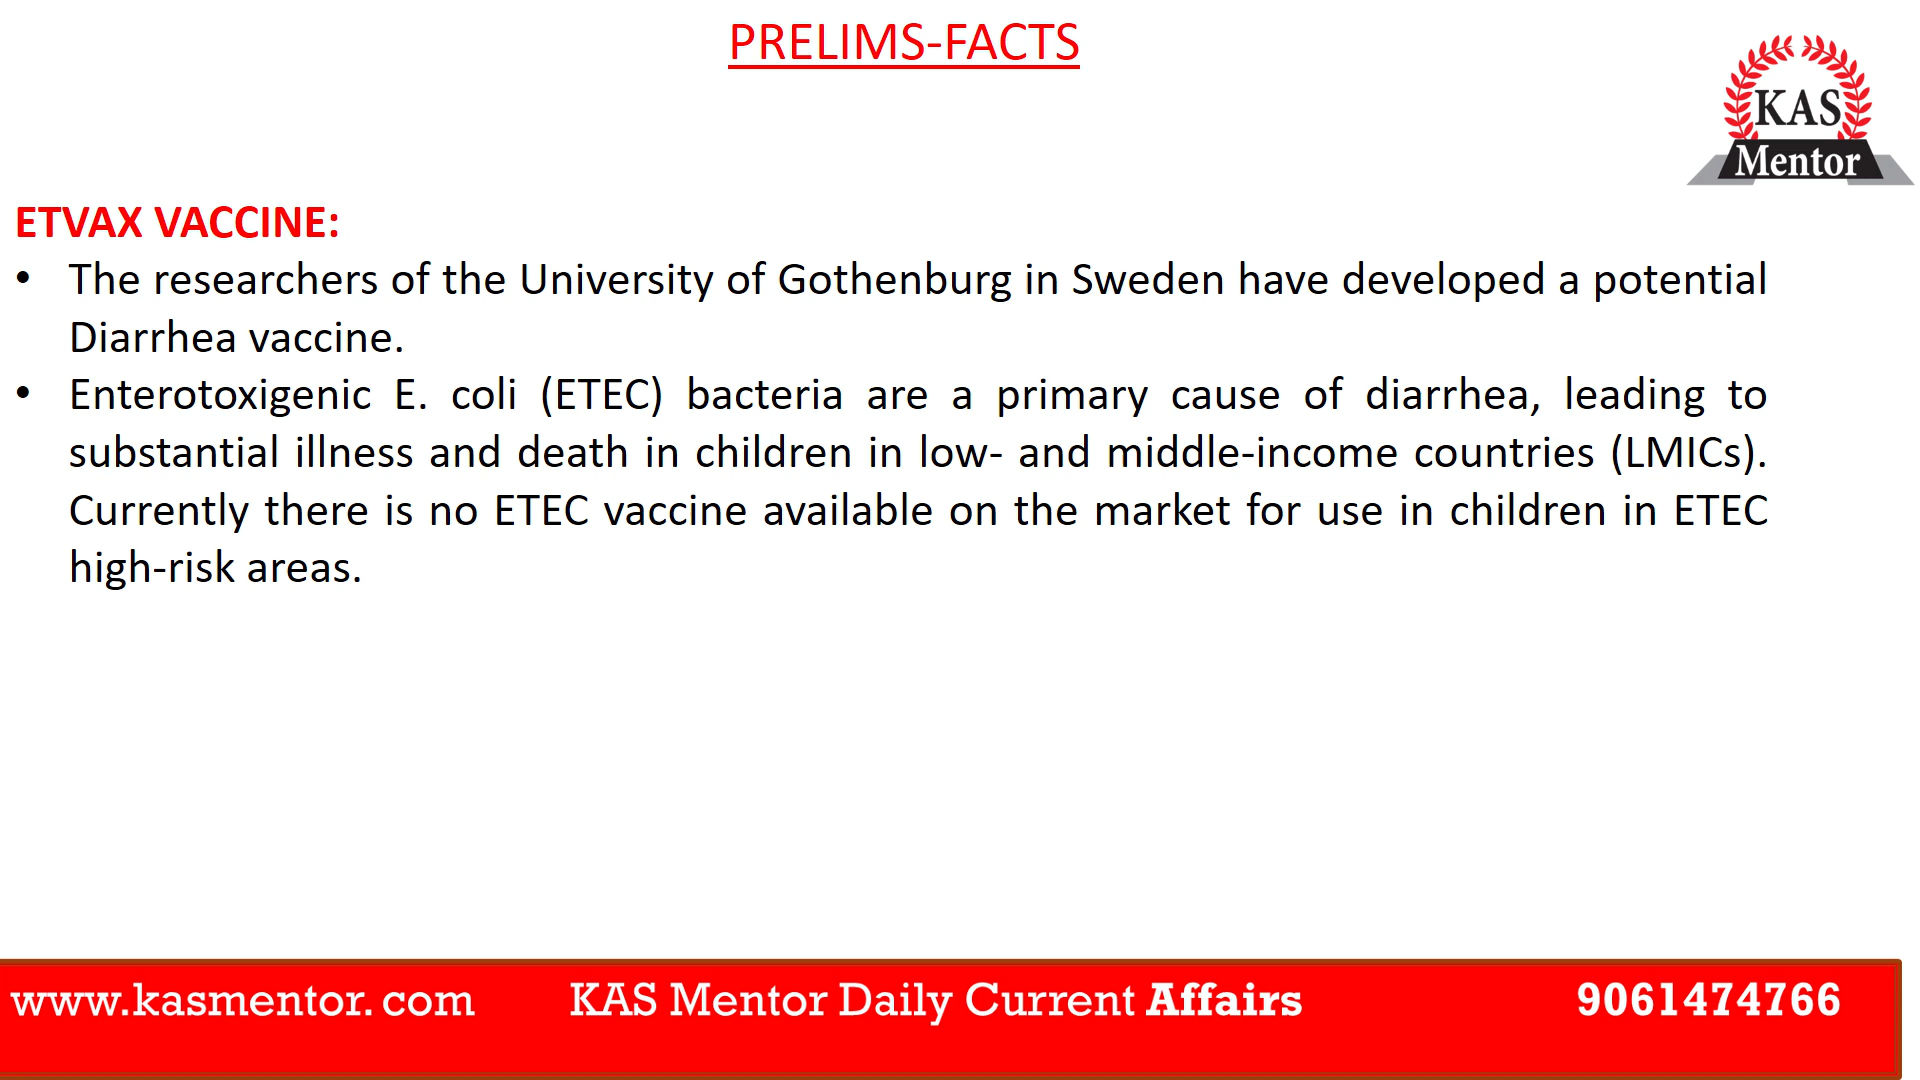 PRELIMS-FACTS
KAS
Mentor
ETVAX VACCINE:
• The researchers of the University of Gothenburg in Sweden have developed a potential
Diarrhea vaccine.
• Enterotoxigenic E. coli (ETEC) bacteria are a primary cause of diarrhea, leading to
substantial illness and death in children in low- and middle-income countries (LMICs).
Currently there is no ETEC vaccine available on the market for use in children in ETEC
high-risk areas.
www.kasmentor. com KAS Mentor Daily Current Affairs 9061474766